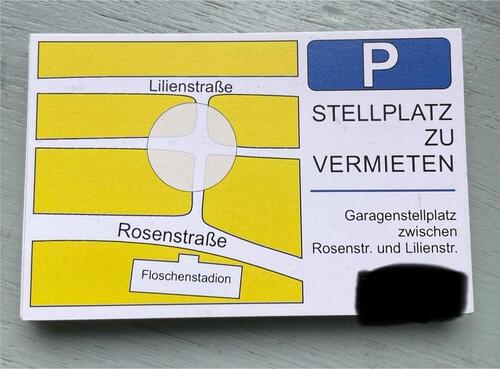 Lilienstraße
Rosenstraße
Floschenstadion
P
STELLPLATZ
ZU
VERMIETEN
Garagenstellplatz
zwischen
Rosenstr. und Lilienstr.